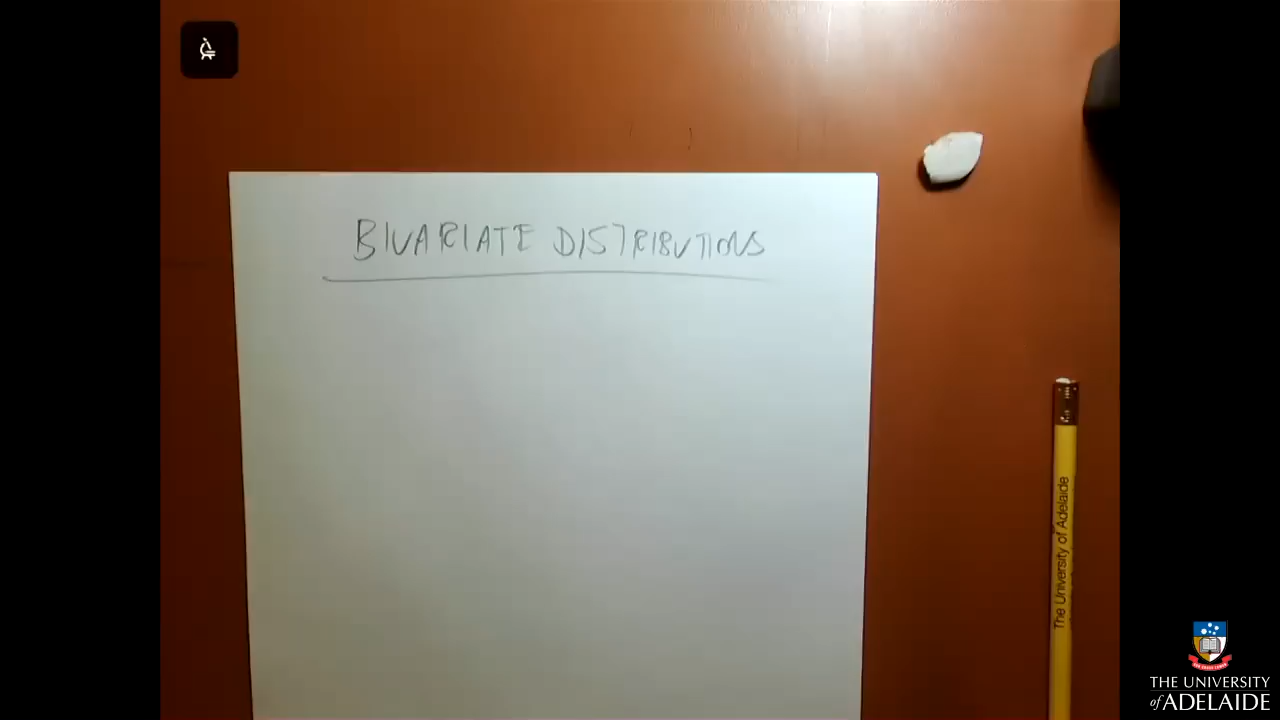 BIVARIATE DISTRIBUTIONS
The University of Adelaide
THE UNIVERSITY
of ADELAIDE